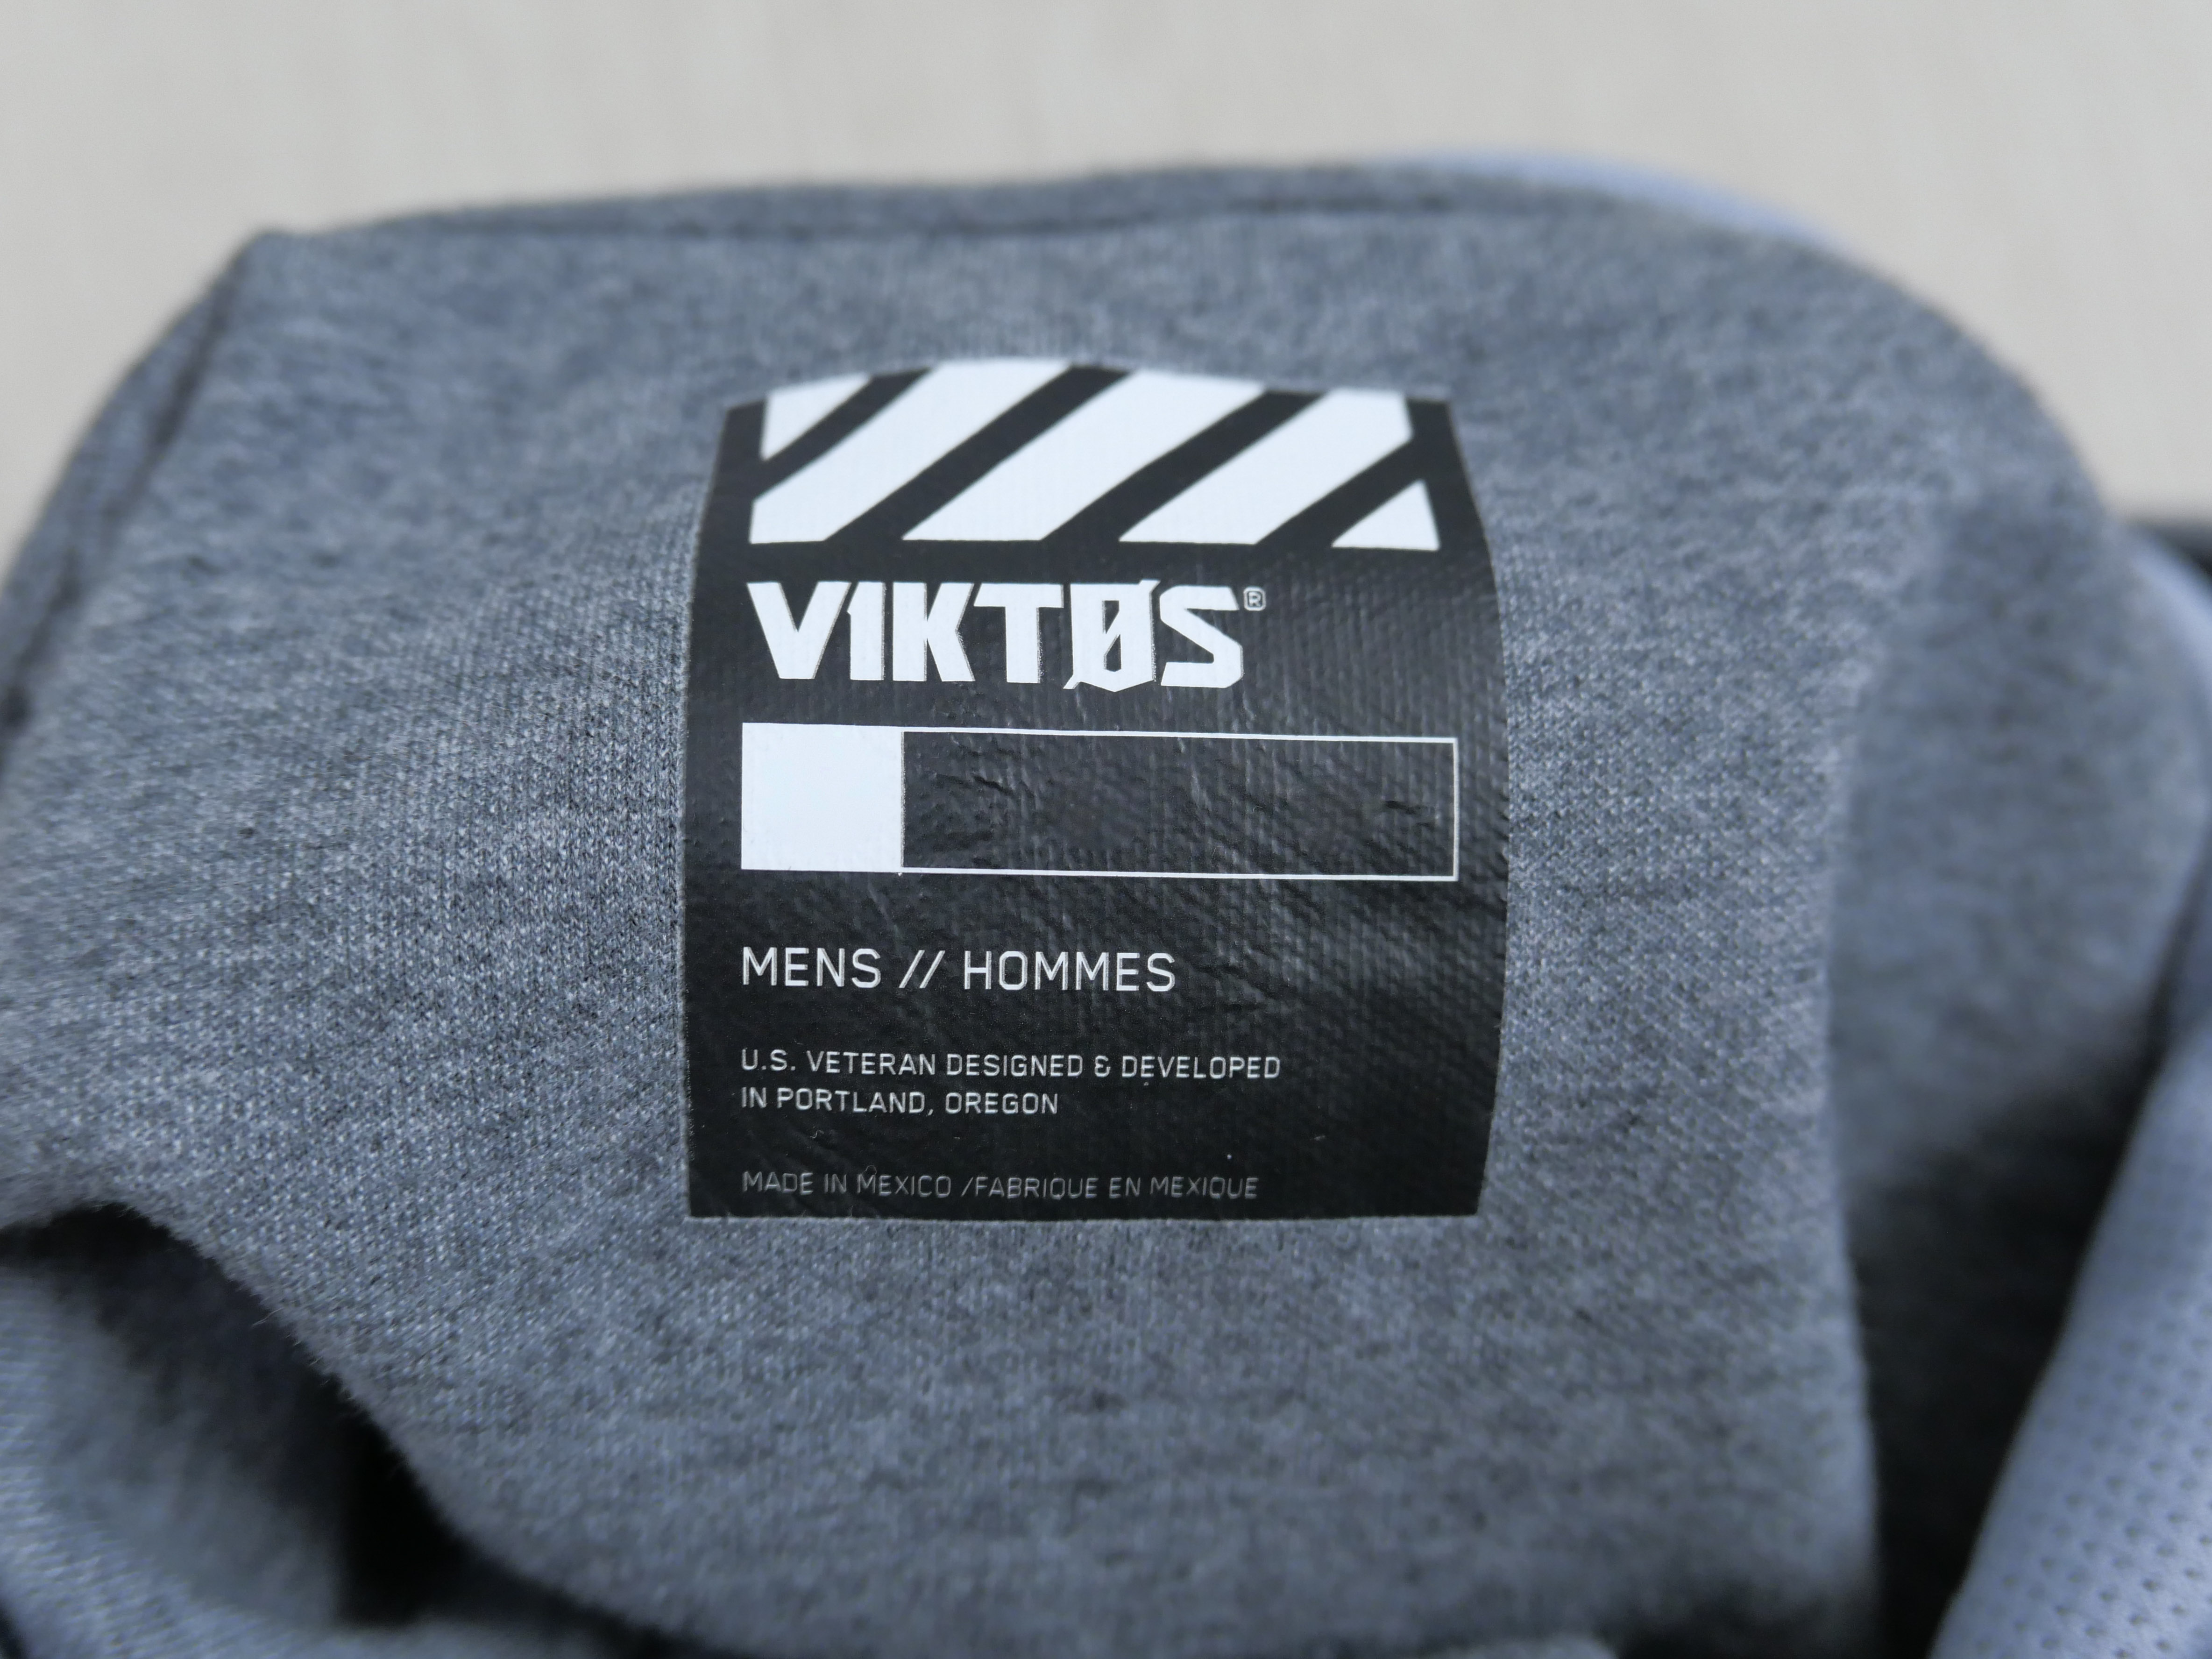 VIKTØS®
MENS // HOMMES
U.S. VETERAN DESIGNED & DEVELOPED
IN PORTLAND, OREGON
MADE IN MEXICO /FABRIQUE EN MEXIQUE